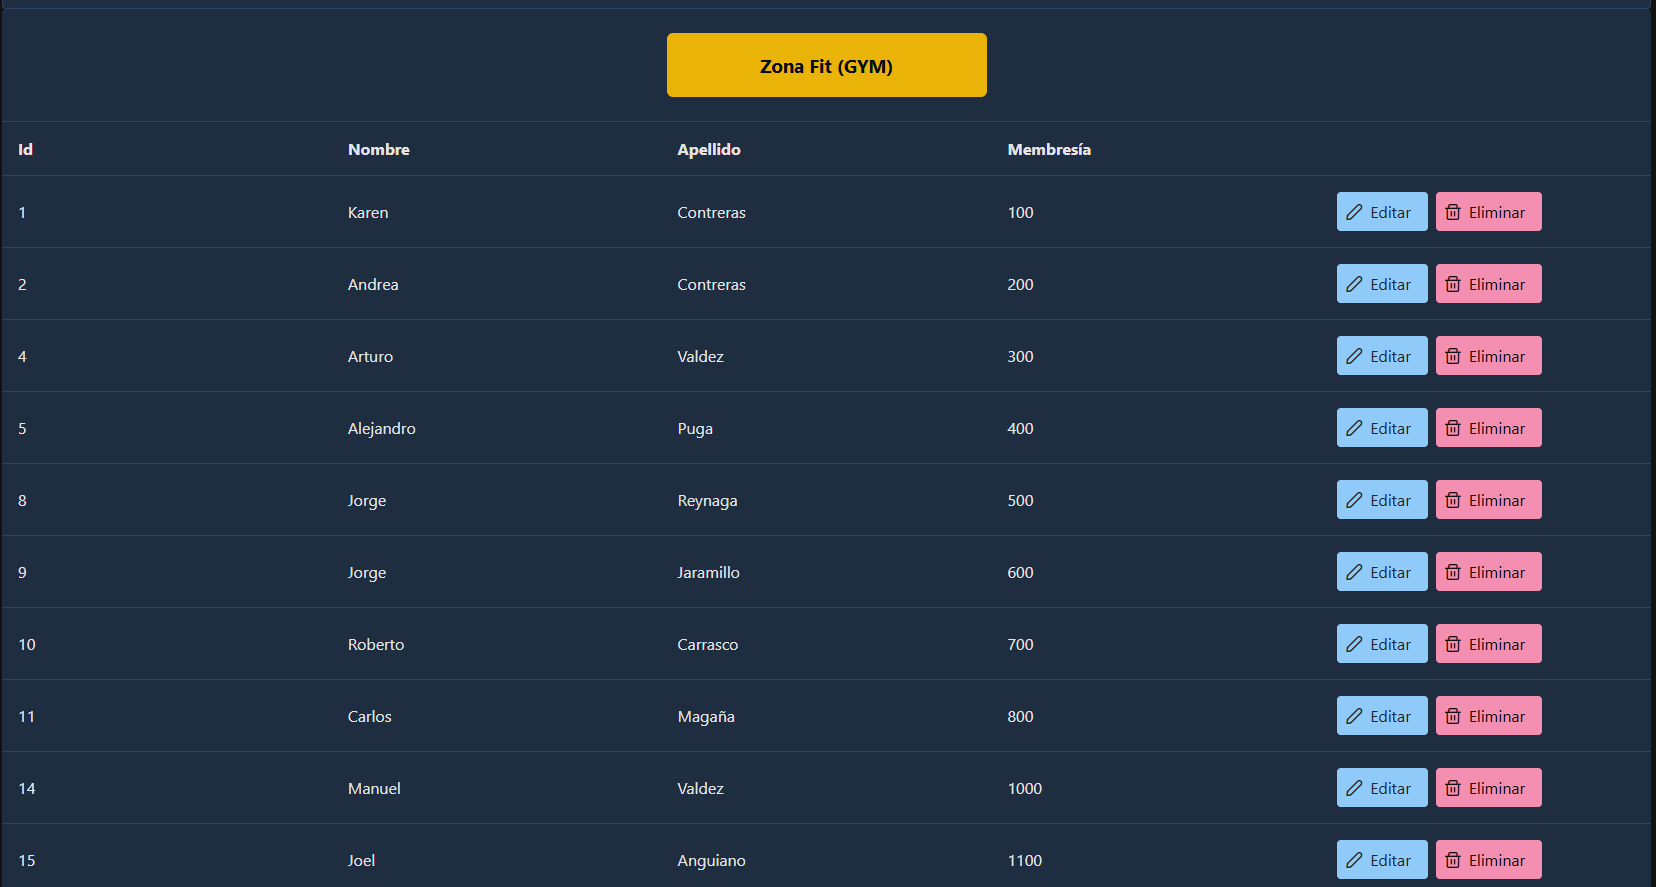 Zona Fit (GYM)
Id Nombre Apellido Membresía
1 Karen Contreras 100 Editar Eliminar
2 Andrea Contreras 200 Editar Eliminar
4 Arturo Valdez 300 Editar Eliminar
5 Alejandro Puga 400 Editar Eliminar
8 Jorge Reynaga 500 Editar Eliminar
9 Jorge Jaramillo 600 Editar Eliminar
10 Roberto Carrasco 700 Editar Eliminar
11 Carlos Magaña 800 Editar Eliminar
14 Manuel Valdez 1000 Editar Eliminar
15 Joel Anguiano 1100 Editar Eliminar